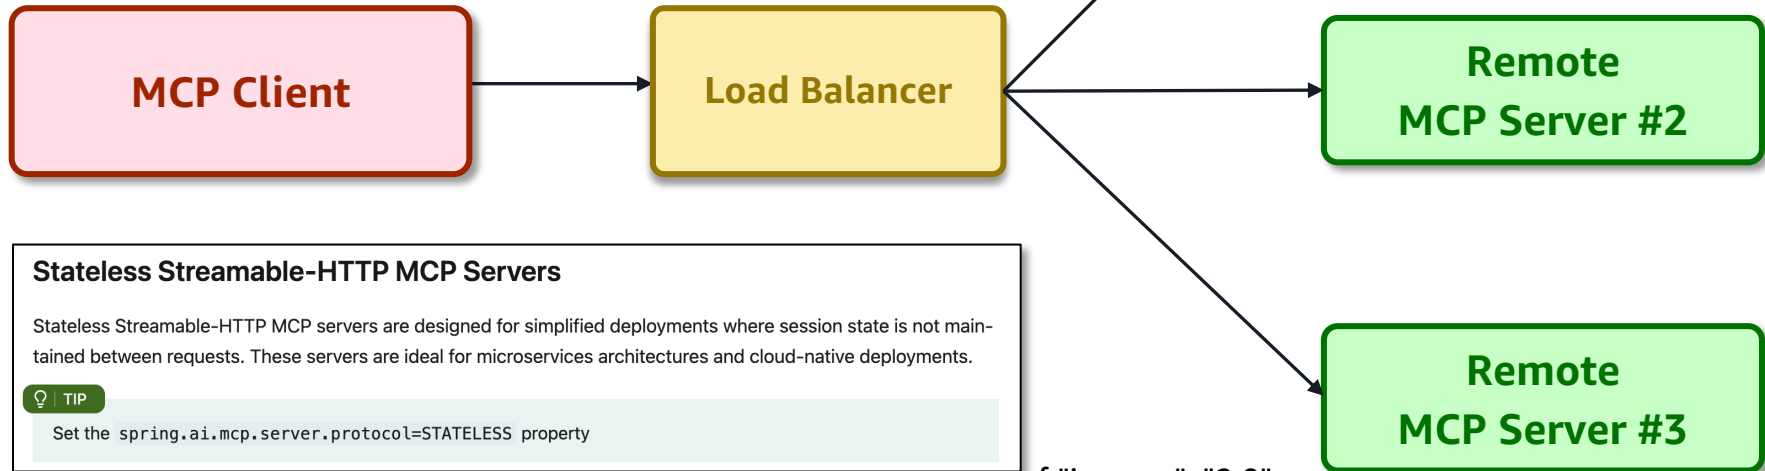 MCP Client
Load Balancer
Remote
MCP Server #2
Stateless Streamable-HTTP MCP Servers
Stateless Streamable-HTTP MCP servers are designed for simplified deployments where session state is not main-
tained between requests. These servers are ideal for microservices architectures and cloud-native deployments.
TIP
Set the spring.ai.mcp.server.protocol=STATELESS property
Remote
MCP Server #3